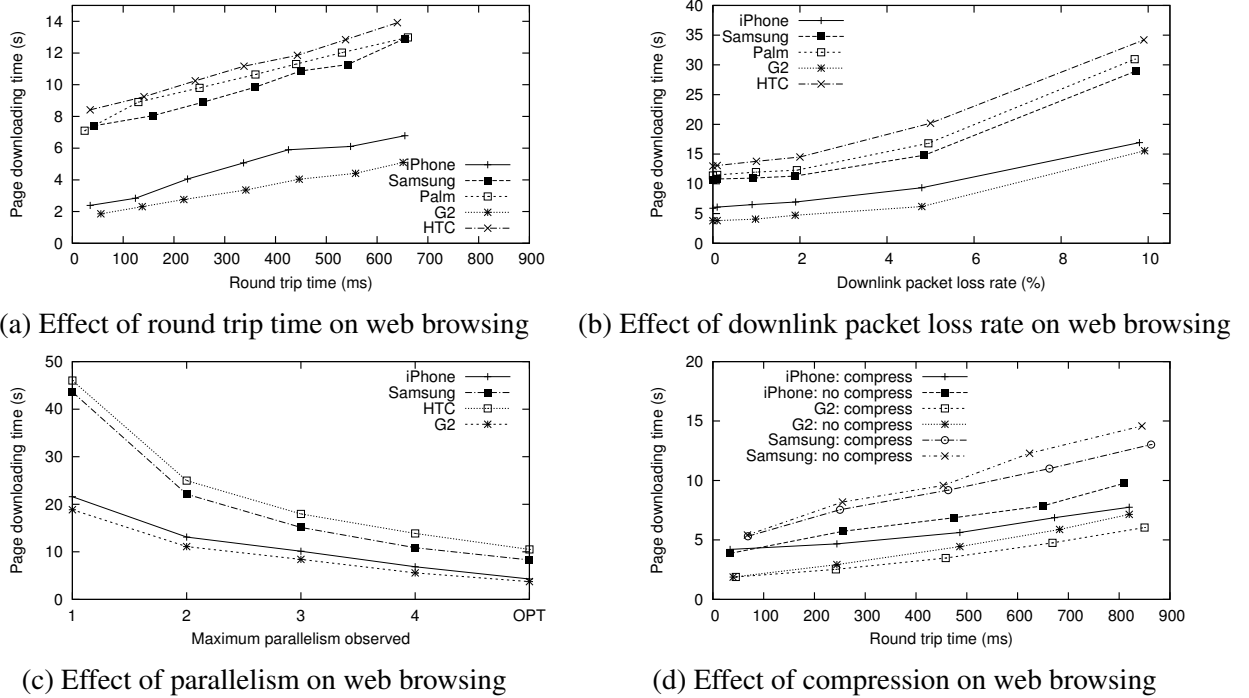 14
12
10
8
6
4
2
0
Page downloading time (s)
iPhone
Samsung
Palm
G2
HTC
0 100 200 300 400 500 600 700 800
Round trip time (ms)
(a) Effect of round trip time on web browsing
40
35
30
25
20
15
10
5
0
Page downloading time (s)
iPhone
Samsung
Palm
G2
HTC
0 2 4 6 8 10
Downlink packet loss rate (%)
(b) Effect of downlink packet loss rate on web browsing
50
40
30
20
10
0
Page downloading time (s)
iPhone
Samsung
HTC
G2
1 2 3 4 OPT
Maximum parallelism observed
(c) Effect of parallelism on web browsing
20
15
10
5
0
Page downloading time (s)
iPhone: compress
iPhone: no compress
G2: compress
G2: no compress
Samsung: compress
Samsung: no compress
0 100 200 300 400 500 600 700 800 900
Round trip time (ms)
(d) Effect of compression on web browsing